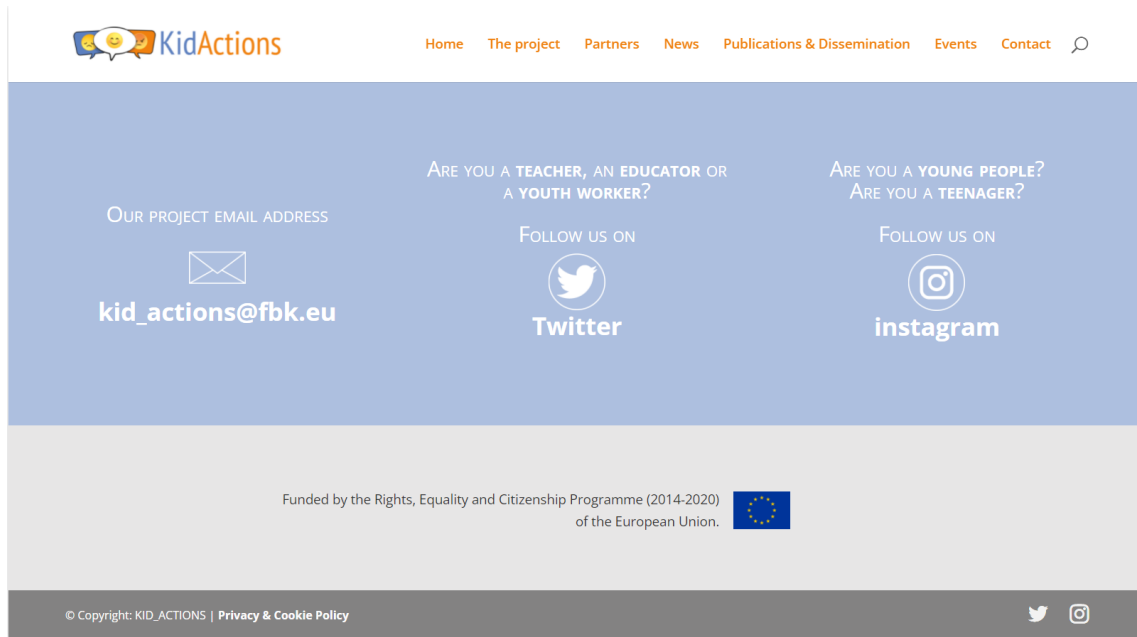 KidActions
Home The project Partners News Publications & Dissemination Events Contact
Our project email address
kid_actions@fbk.eu
Are you a teacher, an educator or
a youth worker?
Follow us on
Twitter
Are you a young people?
Are you a teenager?
Follow us on
instagram
Funded by the Rights, Equality and Citizenship Programme (2014-2020)
of the European Union.
© Copyright: KID_ACTIONS | Privacy & Cookie Policy